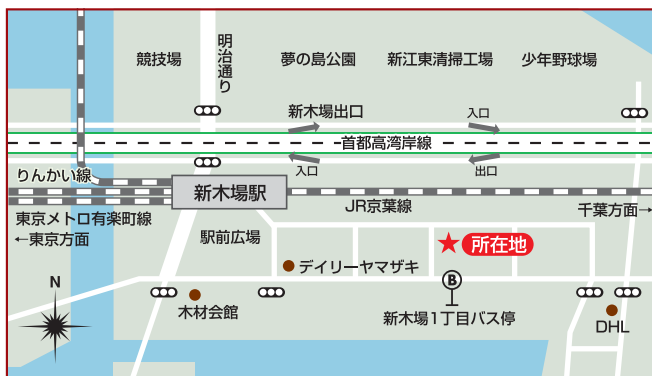 競技場
明治通り
夢の島公園
新江東清掃工場
少年野球場
新木場出口
入口
首都高湾岸線
入口
出口
りんかい線
新木場駅
JR京葉線
千葉方面→
東京メトロ有楽町線
←東京方面
駅前広場
所在地
デイリーヤマザキ
B
N
木材会館
新木場1丁目バス停
DHL